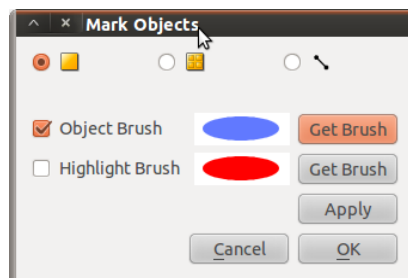 Mark Objects
Object Brush Get Brush
Highlight Brush Get Brush
Apply
Cancel OK